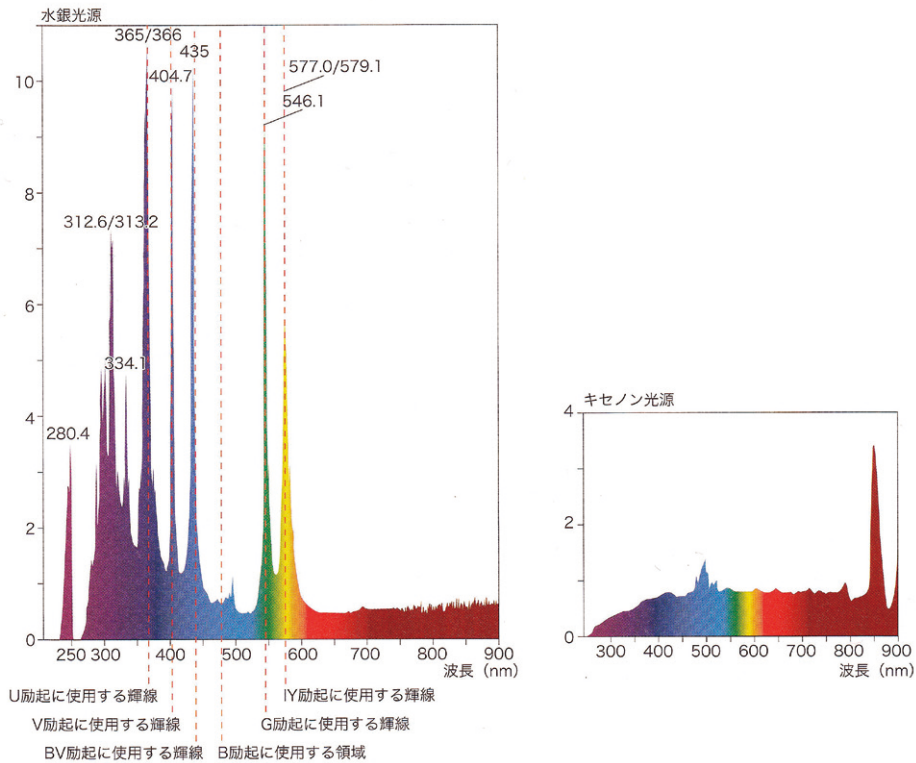 水銀光源
365/366
435
404.7
577.0/579.1
546.1
312.6/313.2
334.1
280.4
10
8
6
4
2
0
250 300 400 500 600 700 800 900
波長（nm）
U励起に使用する輝線
IY励起に使用する輝線
V励起に使用する輝線
G励起に使用する輝線
BV励起に使用する輝線
B励起に使用する領域
キセノン光源
4
2
0
300 400 500 600 700 800 900
波長（nm）